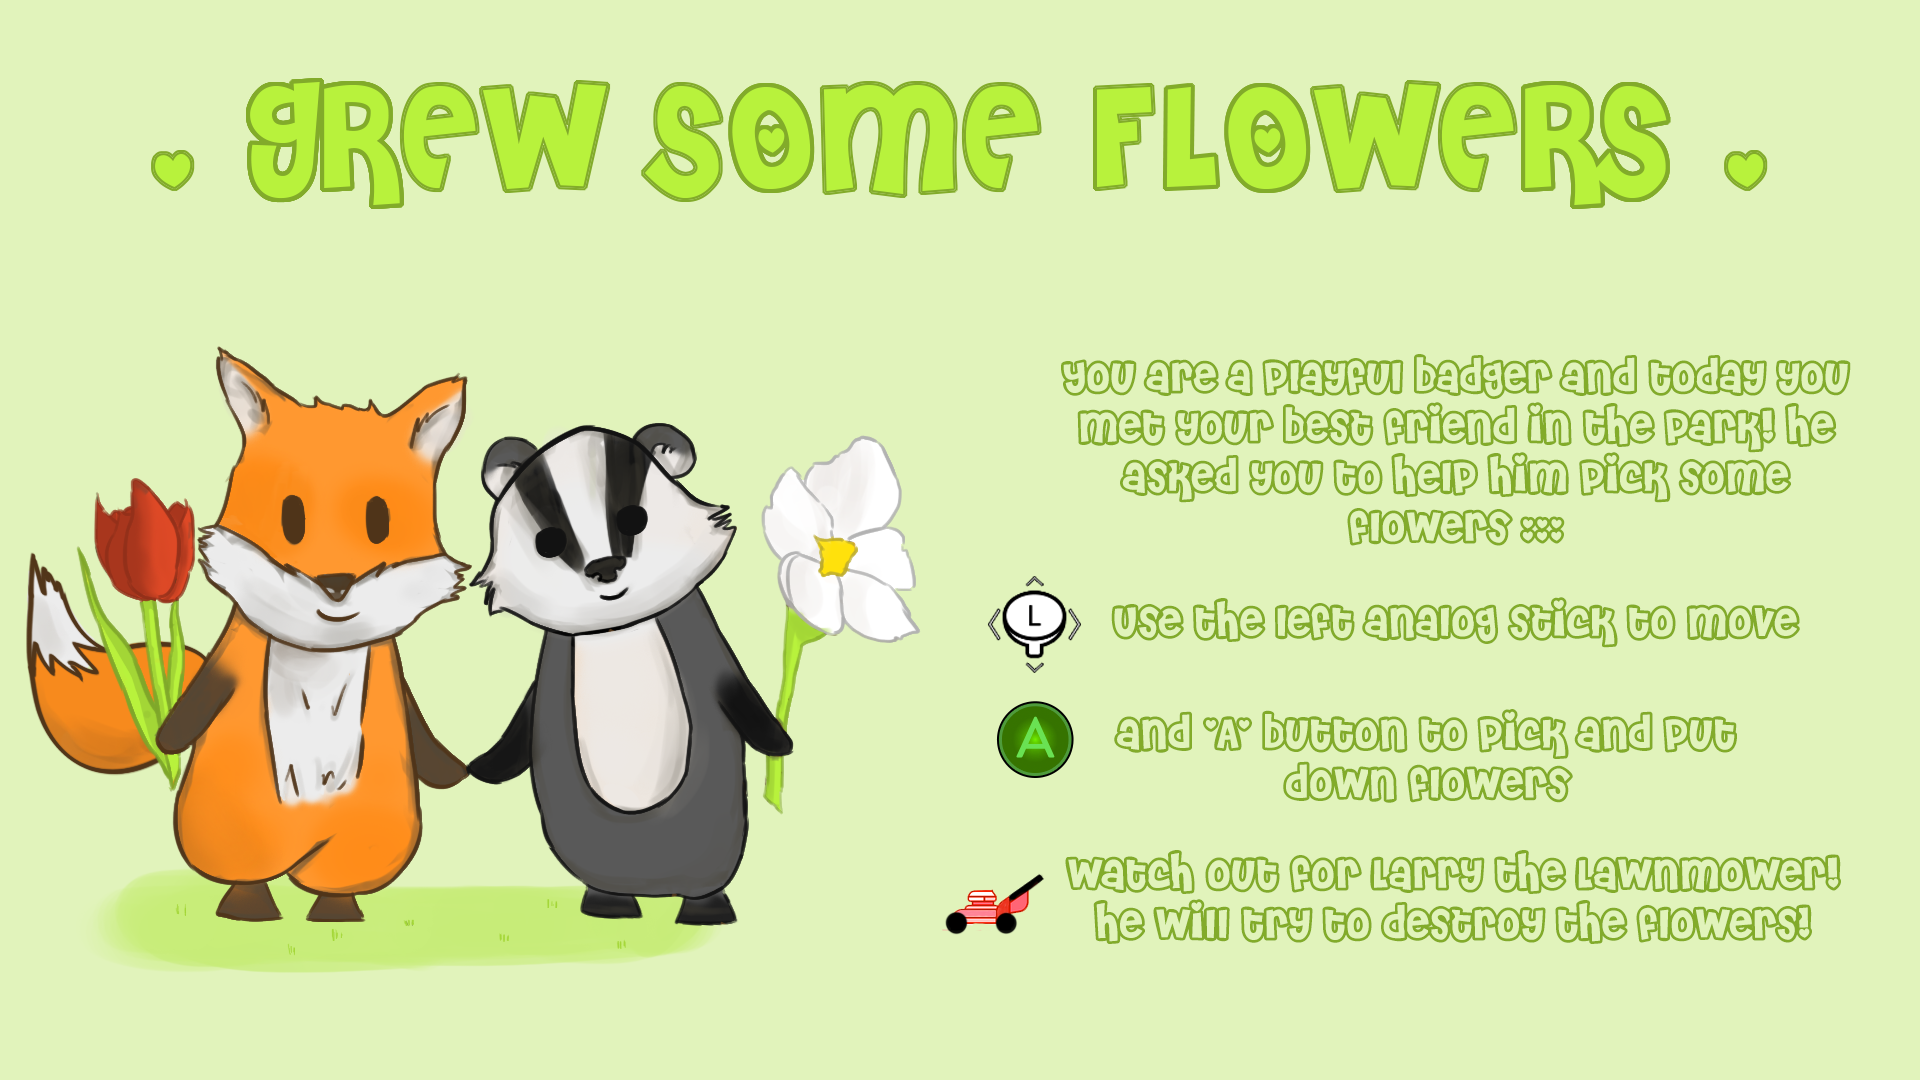 . grew some flowers .
you are a playful badger and today you
met your best friend in the park! he
asked you to help him pick some
flowers :::
L
use the left analog stick to move
A
and "A" button to pick and put
down flowers
watch out for Larry the Lawnmower!
he will try to destroy the flowers!